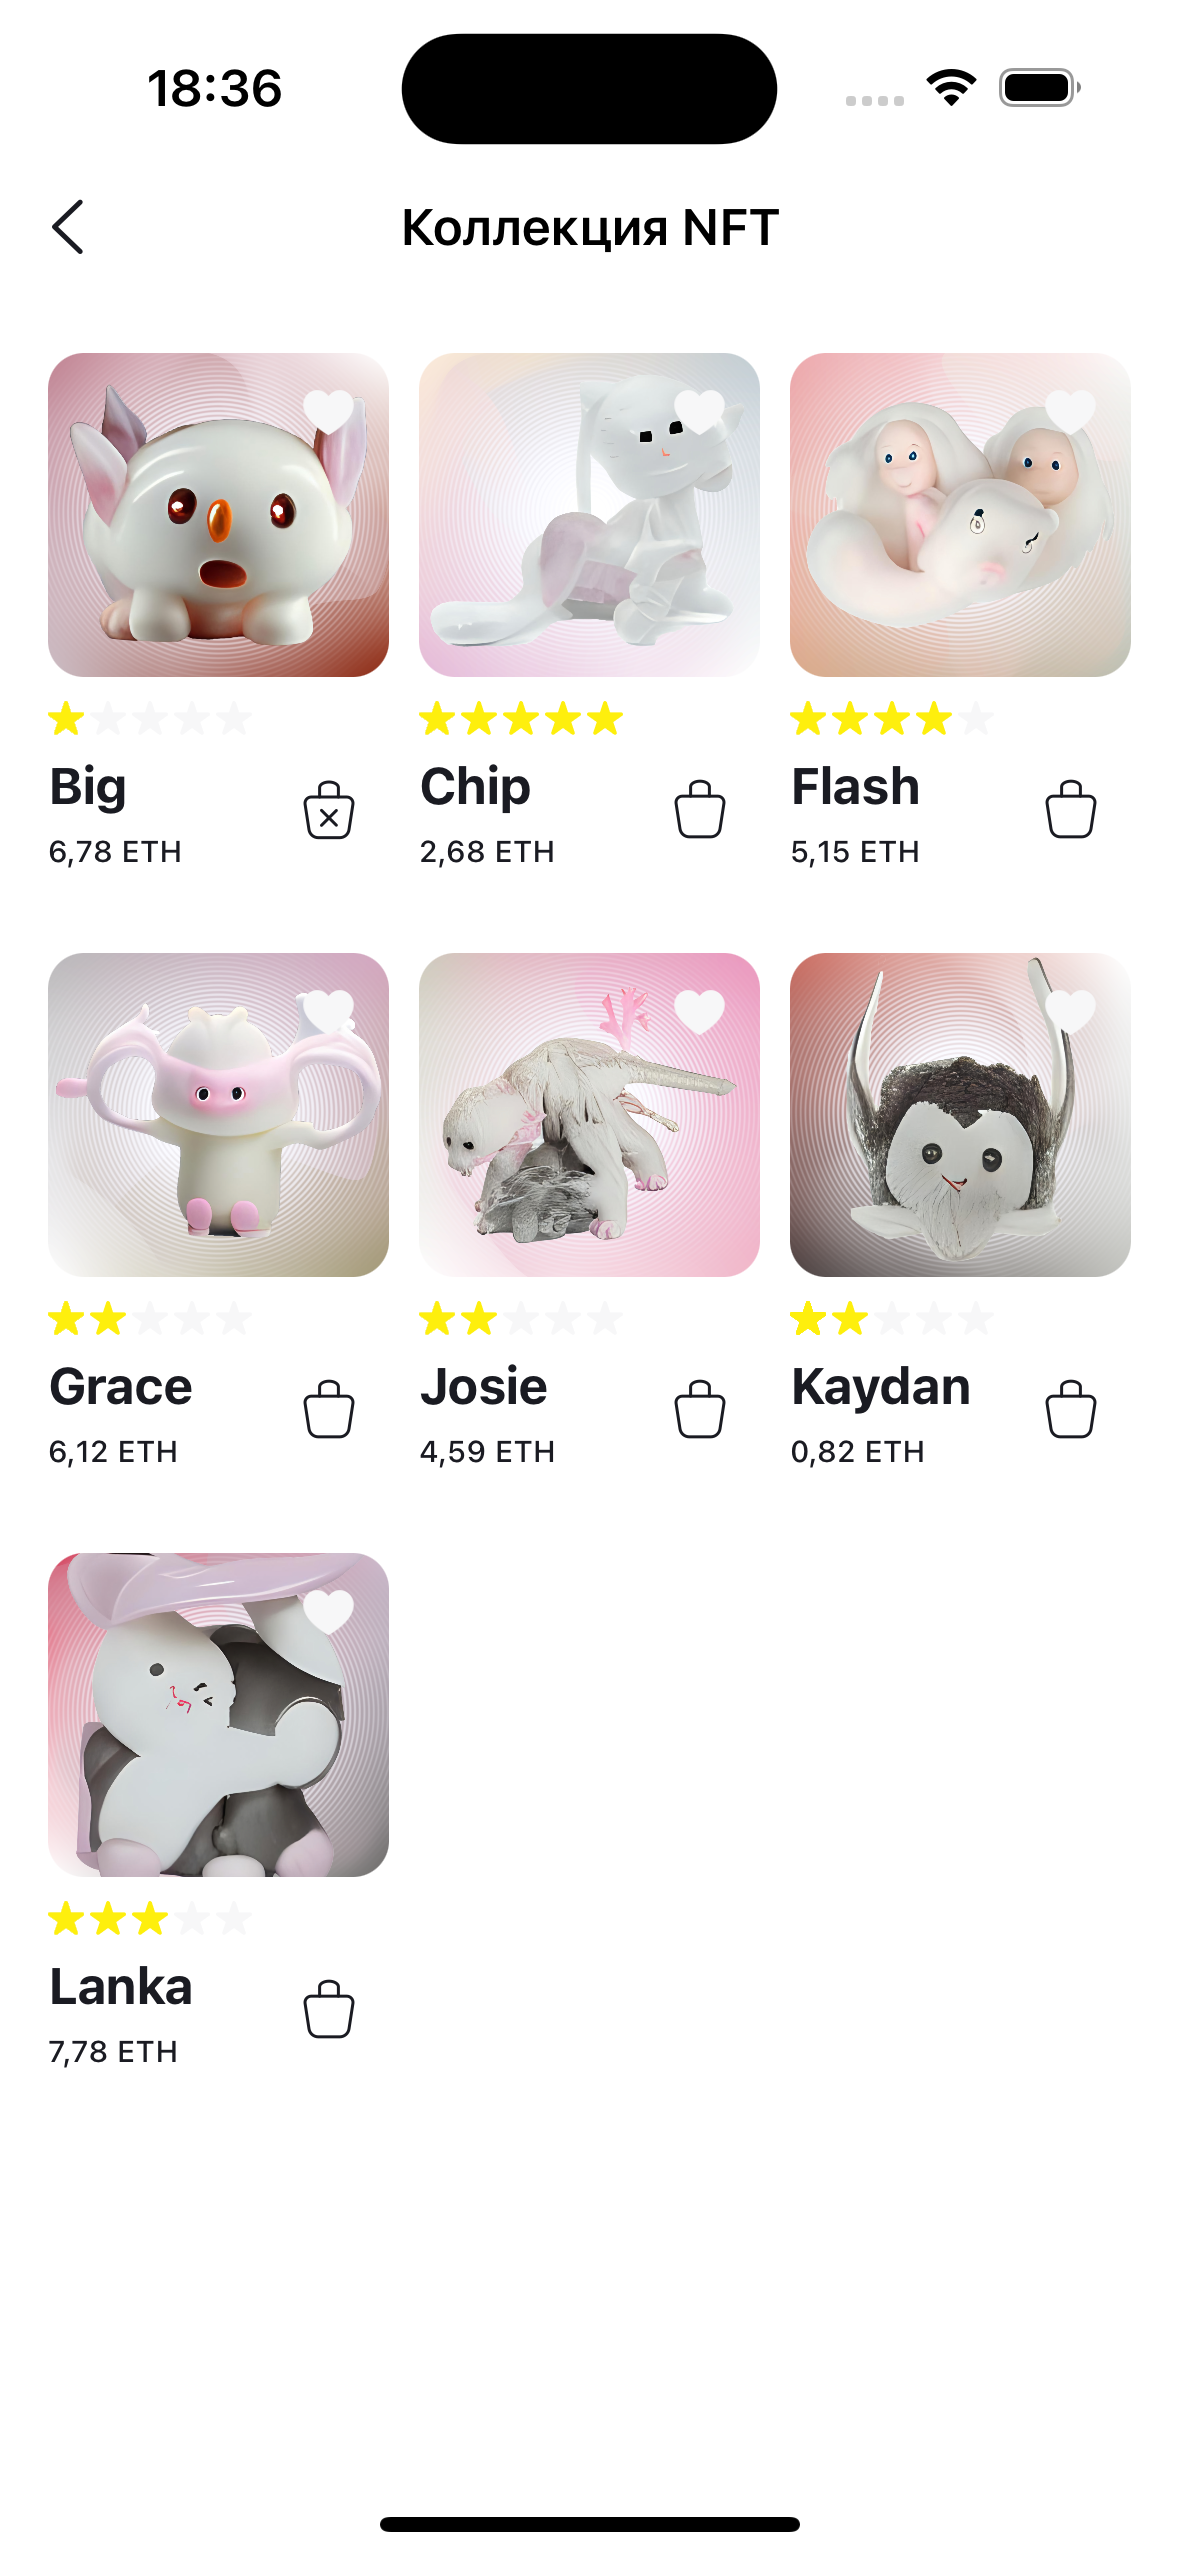 18:36
Коллекция NFT
Big
6,78 ETH
Chip
2,68 ETH
Flash
5,15 ETH
Grace
6,12 ETH
Josie
4,59 ETH
Kaydan
0,82 ETH
Lanka
7,78 ETH